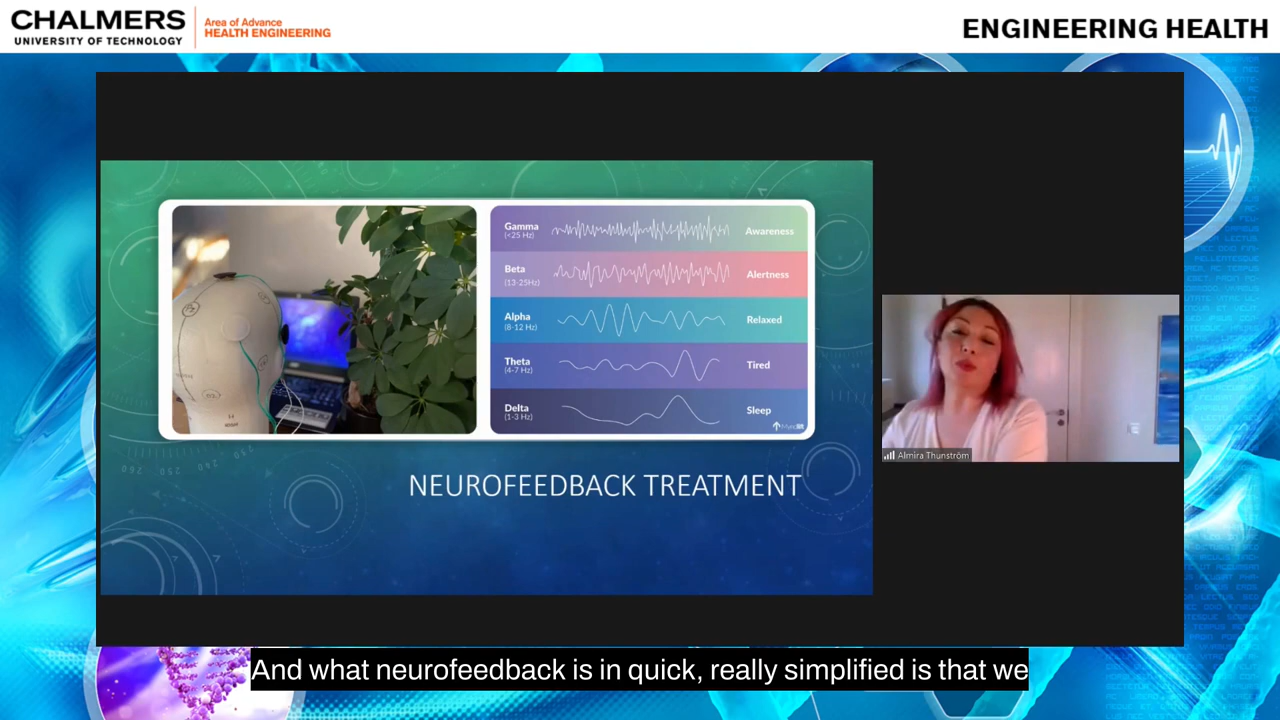 CHALMERS
UNIVERSITY OF TECHNOLOGY
Area of Advance
HEALTH ENGINEERING
ENGINEERING HEALTH
Gamma
(<25 Hz)
Awareness
Beta
(13-25Hz)
Alertness
Alpha
(8-12 Hz)
Relaxed
Theta
(4-7 Hz)
Tired
Delta
(1-3 Hz)
Sleep
NEUROFEEDBACK TREATMENT
Almira Thunström
And what neurofeedback is in quick, really simplified is that we